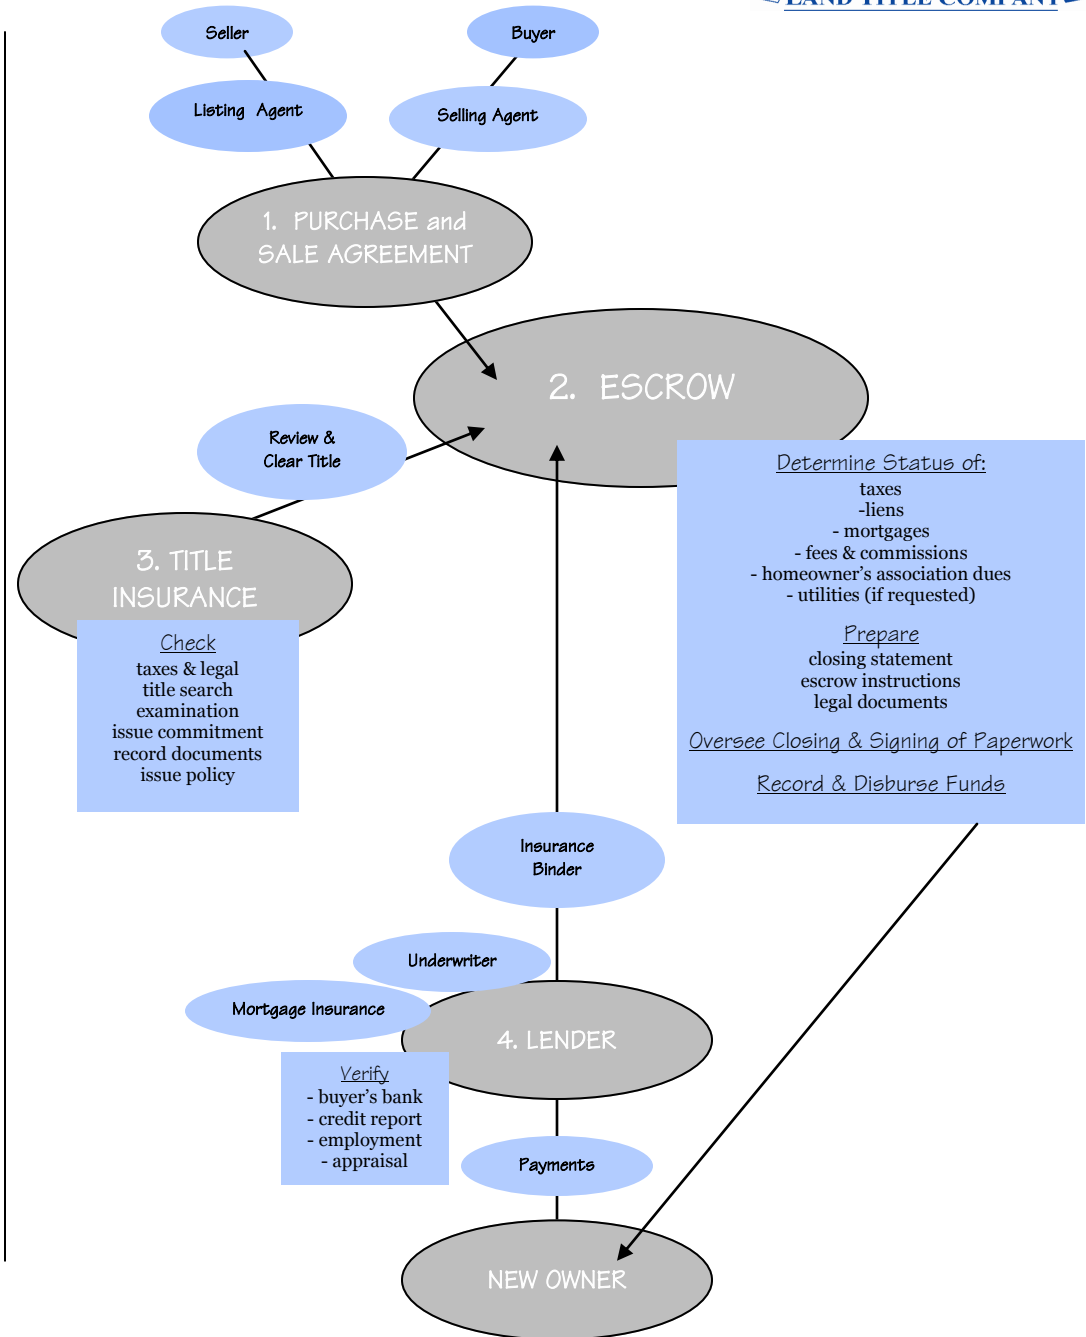 LAND TITLE COMPANY
Seller
Buyer
Listing Agent
Selling Agent
1. PURCHASE and
SALE AGREEMENT
2. ESCROW
Review &
Clear Title
Determine Status of:
taxes
-liens
- mortgages
- fees & commissions
- homeowner's association dues
- utilities (if requested)
Prepare
closing statement
escrow instructions
legal documents
Oversee Closing & Signing of Paperwork
Record & Disburse Funds
3. TITLE
INSURANCE
Check
taxes & legal
title search
examination
issue commitment
record documents
issue policy
Insurance
Binder
Underwriter
Mortgage Insurance
4. LENDER
Verify
- buyer's bank
- credit report
- employment
- appraisal
Payments
NEW OWNER